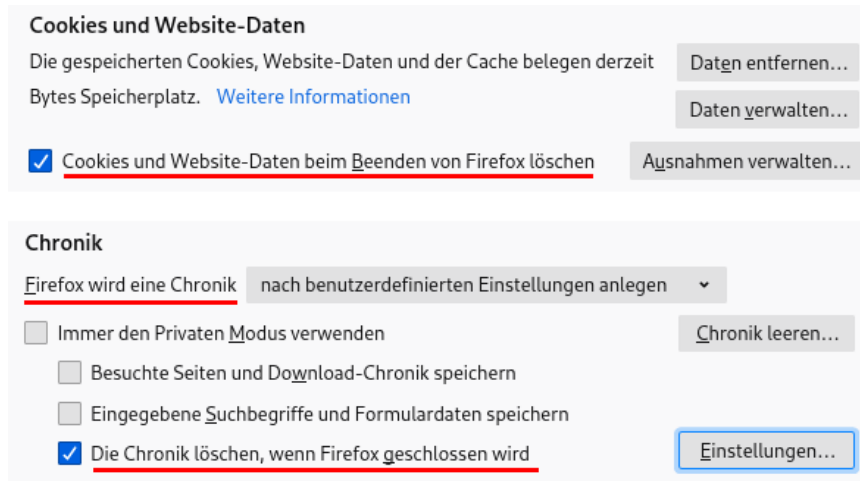 Cookies und Website-Daten
Die gespeicherten Cookies, Website-Daten und der Cache belegen derzeit
Daten entfernen...
Bytes Speicherplatz. Weitere Informationen
Daten verwalten...
Cookies und Website-Daten beim Beenden von Firefox löschen
Ausnahmen verwalten...
Chronik
Firefox wird eine Chronik nach benutzerdefinierten Einstellungen anlegen
Immer den Privaten Modus verwenden
Chronik leeren...
Besuchte Seiten und Download-Chronik speichern
Eingegebene Suchbegriffe und Formulardaten speichern
Die Chronik löschen, wenn Firefox geschlossen wird
Einstellungen...